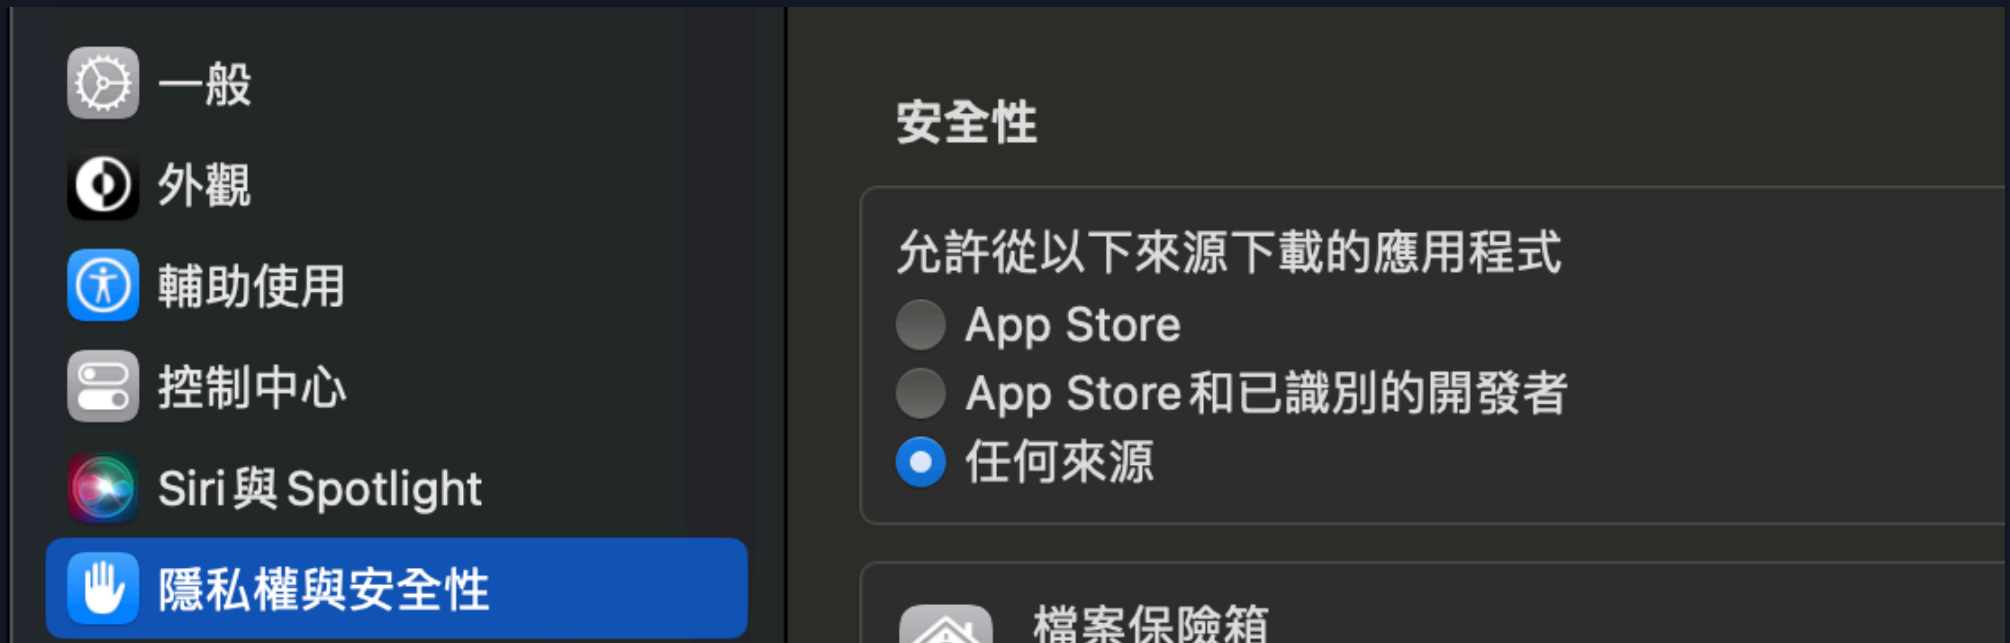 一般
外觀
輔助使用
控制中心
Siri與Spotlight
隱私權與安全性
安全性
允許從以下來源下載的應用程式
App Store
App Store和已識別的開發者
任何來源
檔案保險箱